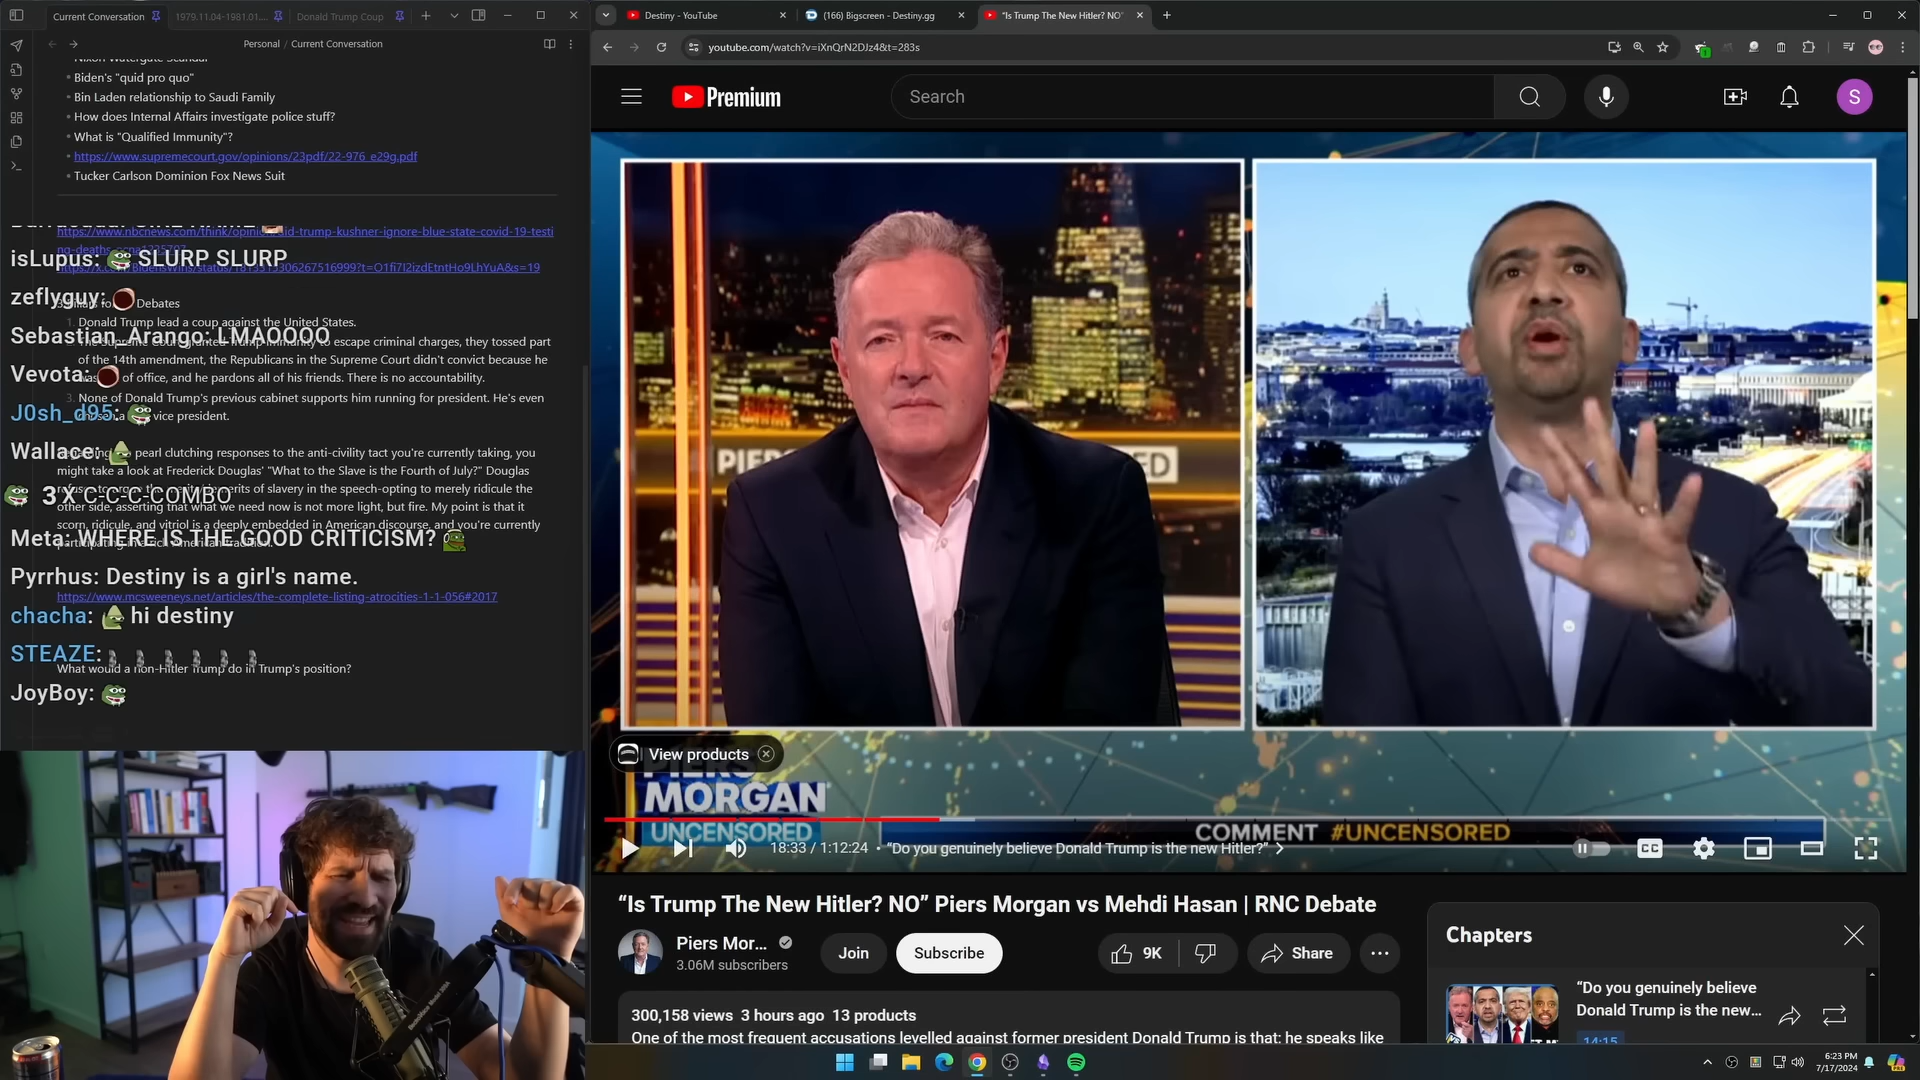 Current Conversation
1979.11.04-1981.01....
Donald Trump Coup
Personal / Current Conversation
Nixon Watergate Scandal
Biden's "quid pro quo"
Bin Laden relationship to Saudi Family
How does Internal Affairs investigate police stuff?
What is "Qualified Immunity"?
https://www.supremecourt.gov/opinions/23pdf/22-976_e29g.pdf
Tucker Carlson Dominion Fox News Suit
isLupus: SLURP SLURP
zeflyguy:
Debates
1. Donald Trump lead a coup against the United States.
Sebastian_Arango: LMAOOOO
escape criminal charges, they tossed part
of the 14th amendment, the Republicans in the Supreme Court didn't convict because he
Vevota:
of office, and he pardons all of his friends. There is no accountability.
3. None of Donald Trump's previous cabinet supports him running for president. He's even
J0sh_d95:
vice president.
Wallace:
pearl clutching responses to the anti-civility tact you're currently taking, you
might take a look at Frederick Douglas' "What to the Slave is the Fourth of July?" Douglas
3X C-C-C-COMBO
other side, asserting that what we need now is not more light, but fire. My point is that it
scorn, ridicule, and vitriol is a deeply embedded in American discourse, and you're currently
Meta: WHERE IS THE GOOD CRITICISM?
Pyrrhus: Destiny is a girl's name.
https://www.mcsweeneys.net/articles/the-complete-listing-atrocities-1-1-056#2017
chacha: hi destiny
STEAZE:
What would a non-Hitler Trump do in Trump's position?
JoyBoy:
Destiny - YouTube
(166) Bigscreen - Destiny.gg
"Is Trump The New Hitler? NO"
youtube.com/watch?v=iXnQrN2DJz4&t=283s
Premium
Search
S
View products
PIERS
MORGAN
UNCENSORED
COMMENT #UNCENSORED
18:33 / 1:12:24 • “Do you genuinely believe Donald Trump is the new Hitler?”
CC
“Is Trump The New Hitler? NO” Piers Morgan vs Mehdi Hasan | RNC Debate
Piers Mor...
3.06M subscribers
Join
Subscribe
9K
Share
300,158 views 3 hours ago 13 products
One of the most frequent accusations levelled against former president Donald Trump is that; he speaks like
Chapters
“Do you genuinely believe
Donald Trump is the new...
14:15
6:23 PM
7/17/2024